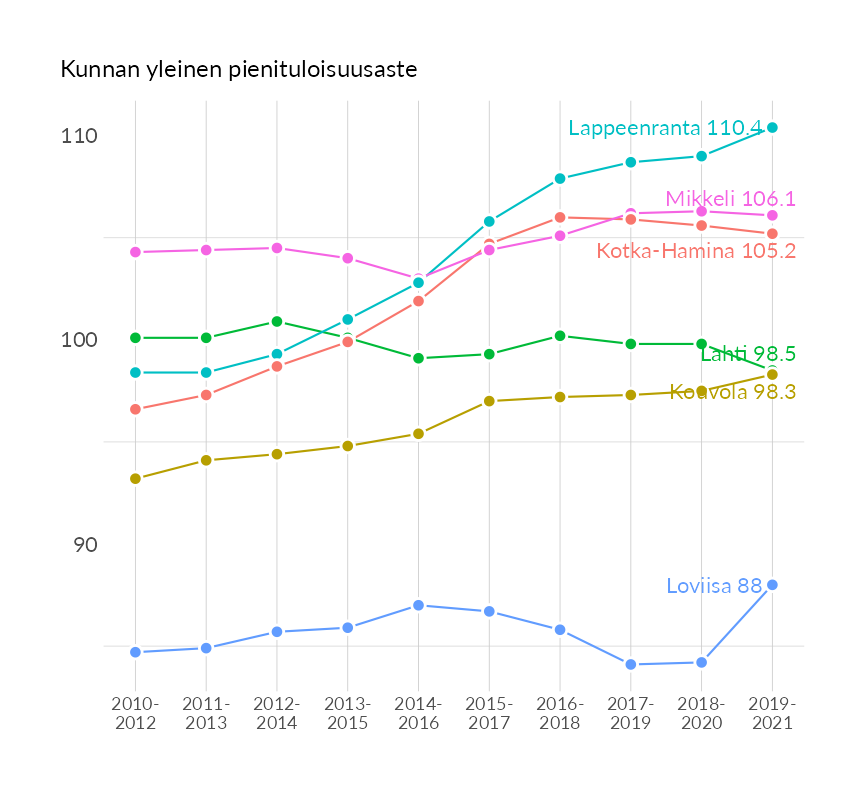 Kunnan yleinen pienituloisuusaste
110
100
90
Lappeenranta 110.4
Mikkeli 106.1
Kotka-Hamina 105.2
Lahti 98.5
Kouvola 98.3
Loviisa 88
2010- 2011- 2012- 2013- 2014- 2015- 2016- 2017- 2018- 2019-
2012 2013 2014 2015 2016 2017 2018 2019 2020 2021